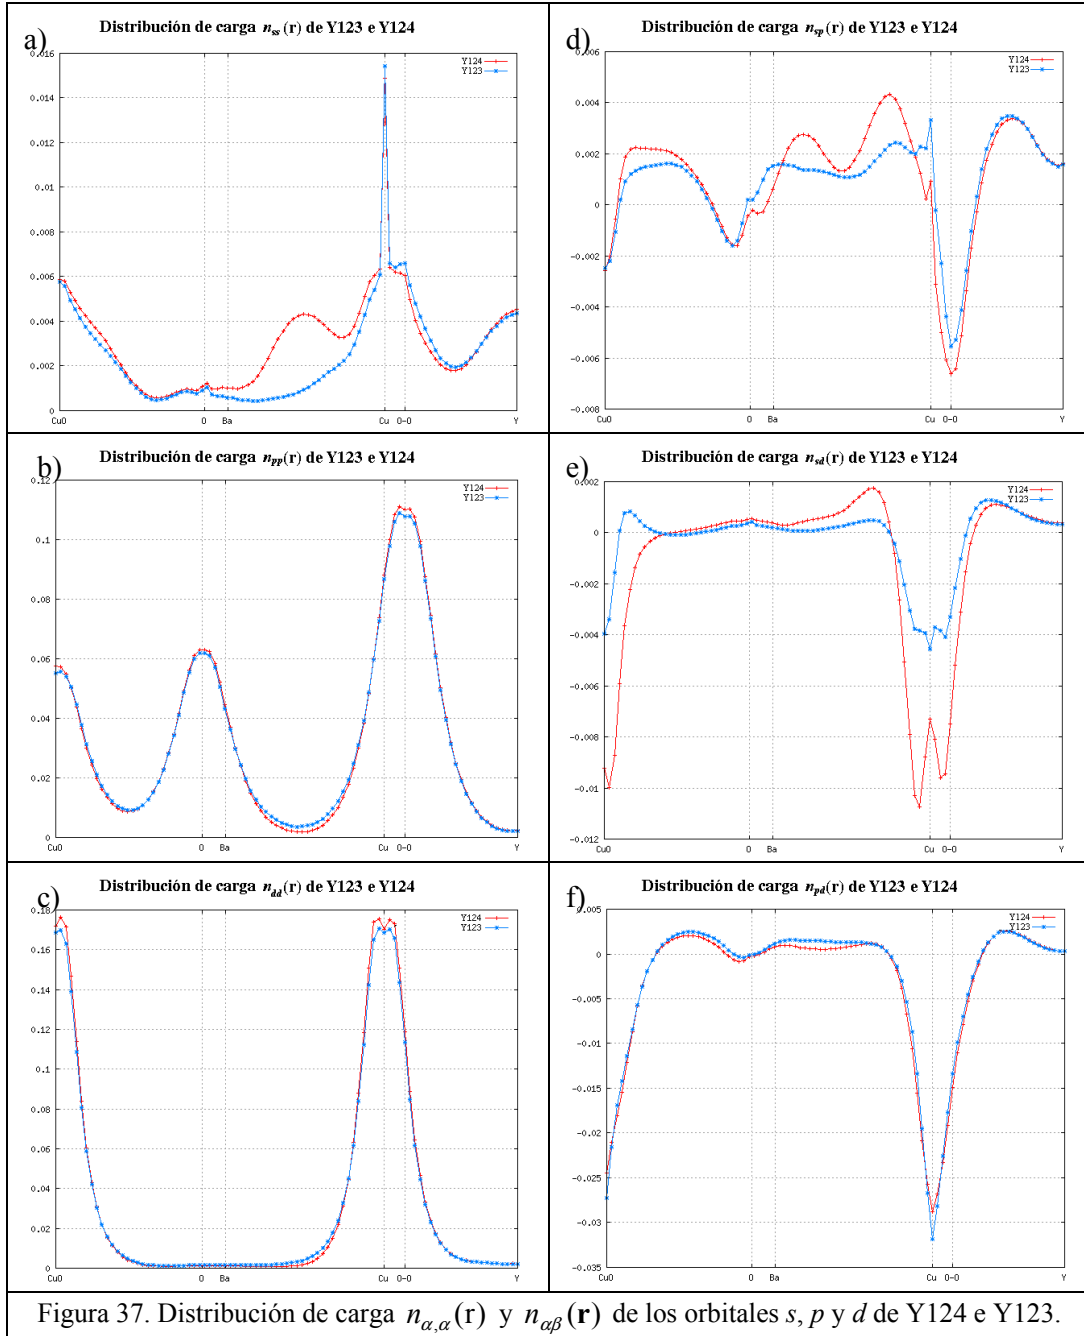 a)
Distribución de carga n_ss(r) de Y123 e Y124
Y124
Y123
0.016
0.014
0.012
0.01
0.008
0.006
0.004
0.002
0
CuO O Ba Cu O-O Y
d)
Distribución de carga n_sp(r) de Y123 e Y124
Y124
Y123
0.006
0.004
0.002
0
-0.002
-0.004
-0.006
-0.008
CuO O Ba Cu O-O Y
b)
Distribución de carga n_pp(r) de Y123 e Y124
Y124
Y123
0.12
0.1
0.08
0.06
0.04
0.02
0
CuO O Ba Cu O-O Y
e)
Distribución de carga n_sd(r) de Y123 e Y124
Y124
Y123
0.002
0
-0.002
-0.004
-0.006
-0.008
-0.01
-0.012
CuO O Ba Cu O-O Y
c)
Distribución de carga n_dd(r) de Y123 e Y124
Y124
Y123
0.18
0.16
0.14
0.12
0.1
0.08
0.06
0.04
0.02
0
CuO O Ba Cu O-O Y
f)
Distribución de carga n_pd(r) de Y123 e Y124
Y124
Y123
0.005
0
-0.005
-0.01
-0.015
-0.02
-0.025
-0.03
-0.035
CuO O Ba Cu O-O Y
Figura 37. Distribución de carga n_α,α(r) y n_αβ(r) de los orbitales s, p y d de Y124 e Y123.